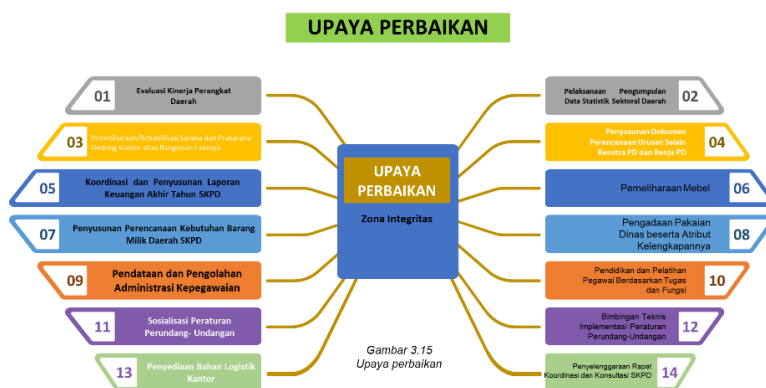 UPAYA PERBAIKAN
01
Evaluasi Kinerja Perangkat
Daerah
Pelaksanaan Pengumpulan
Data Statistik Sektoral Daerah
02
03
Pemeliharaan/Rehabilitasi Sarana dan Prasarana
Gedung Kantor atau Bangunan Lainnya
Penyusunan Dokumen
Perencanaan Urusan Selain
Renstra PD dan Renja PD
04
UPAYA
PERBAIKAN
Zona Integritas
05
Koordinasi dan Penyusunan Laporan
Keuangan Akhir Tahun SKPD
Pemeliharaan Mebel
06
07
Penyusunan Perencanaan Kebutuhan Barang
Milik Daerah SKPD
Pengadaan Pakaian
Dinas beserta Atribut
Kelengkapannya
08
09
Pendataan dan Pengolahan
Administrasi Kepegawaian
Pendidikan dan Pelatihan
Pegawai Berdasarkan Tugas
dan Fungsi
10
11
Sosialisasi Peraturan
Perundang- Undangan
Bimbingan Teknis
Implementasi Peraturan
Perundang-Undangan
12
13
Penyediaan Bahan Logistik
Kantor
Gambar 3.15
Upaya perbaikan
Penyelenggaraan Rapat
Koordinasi dan Konsultasi SKPD
14